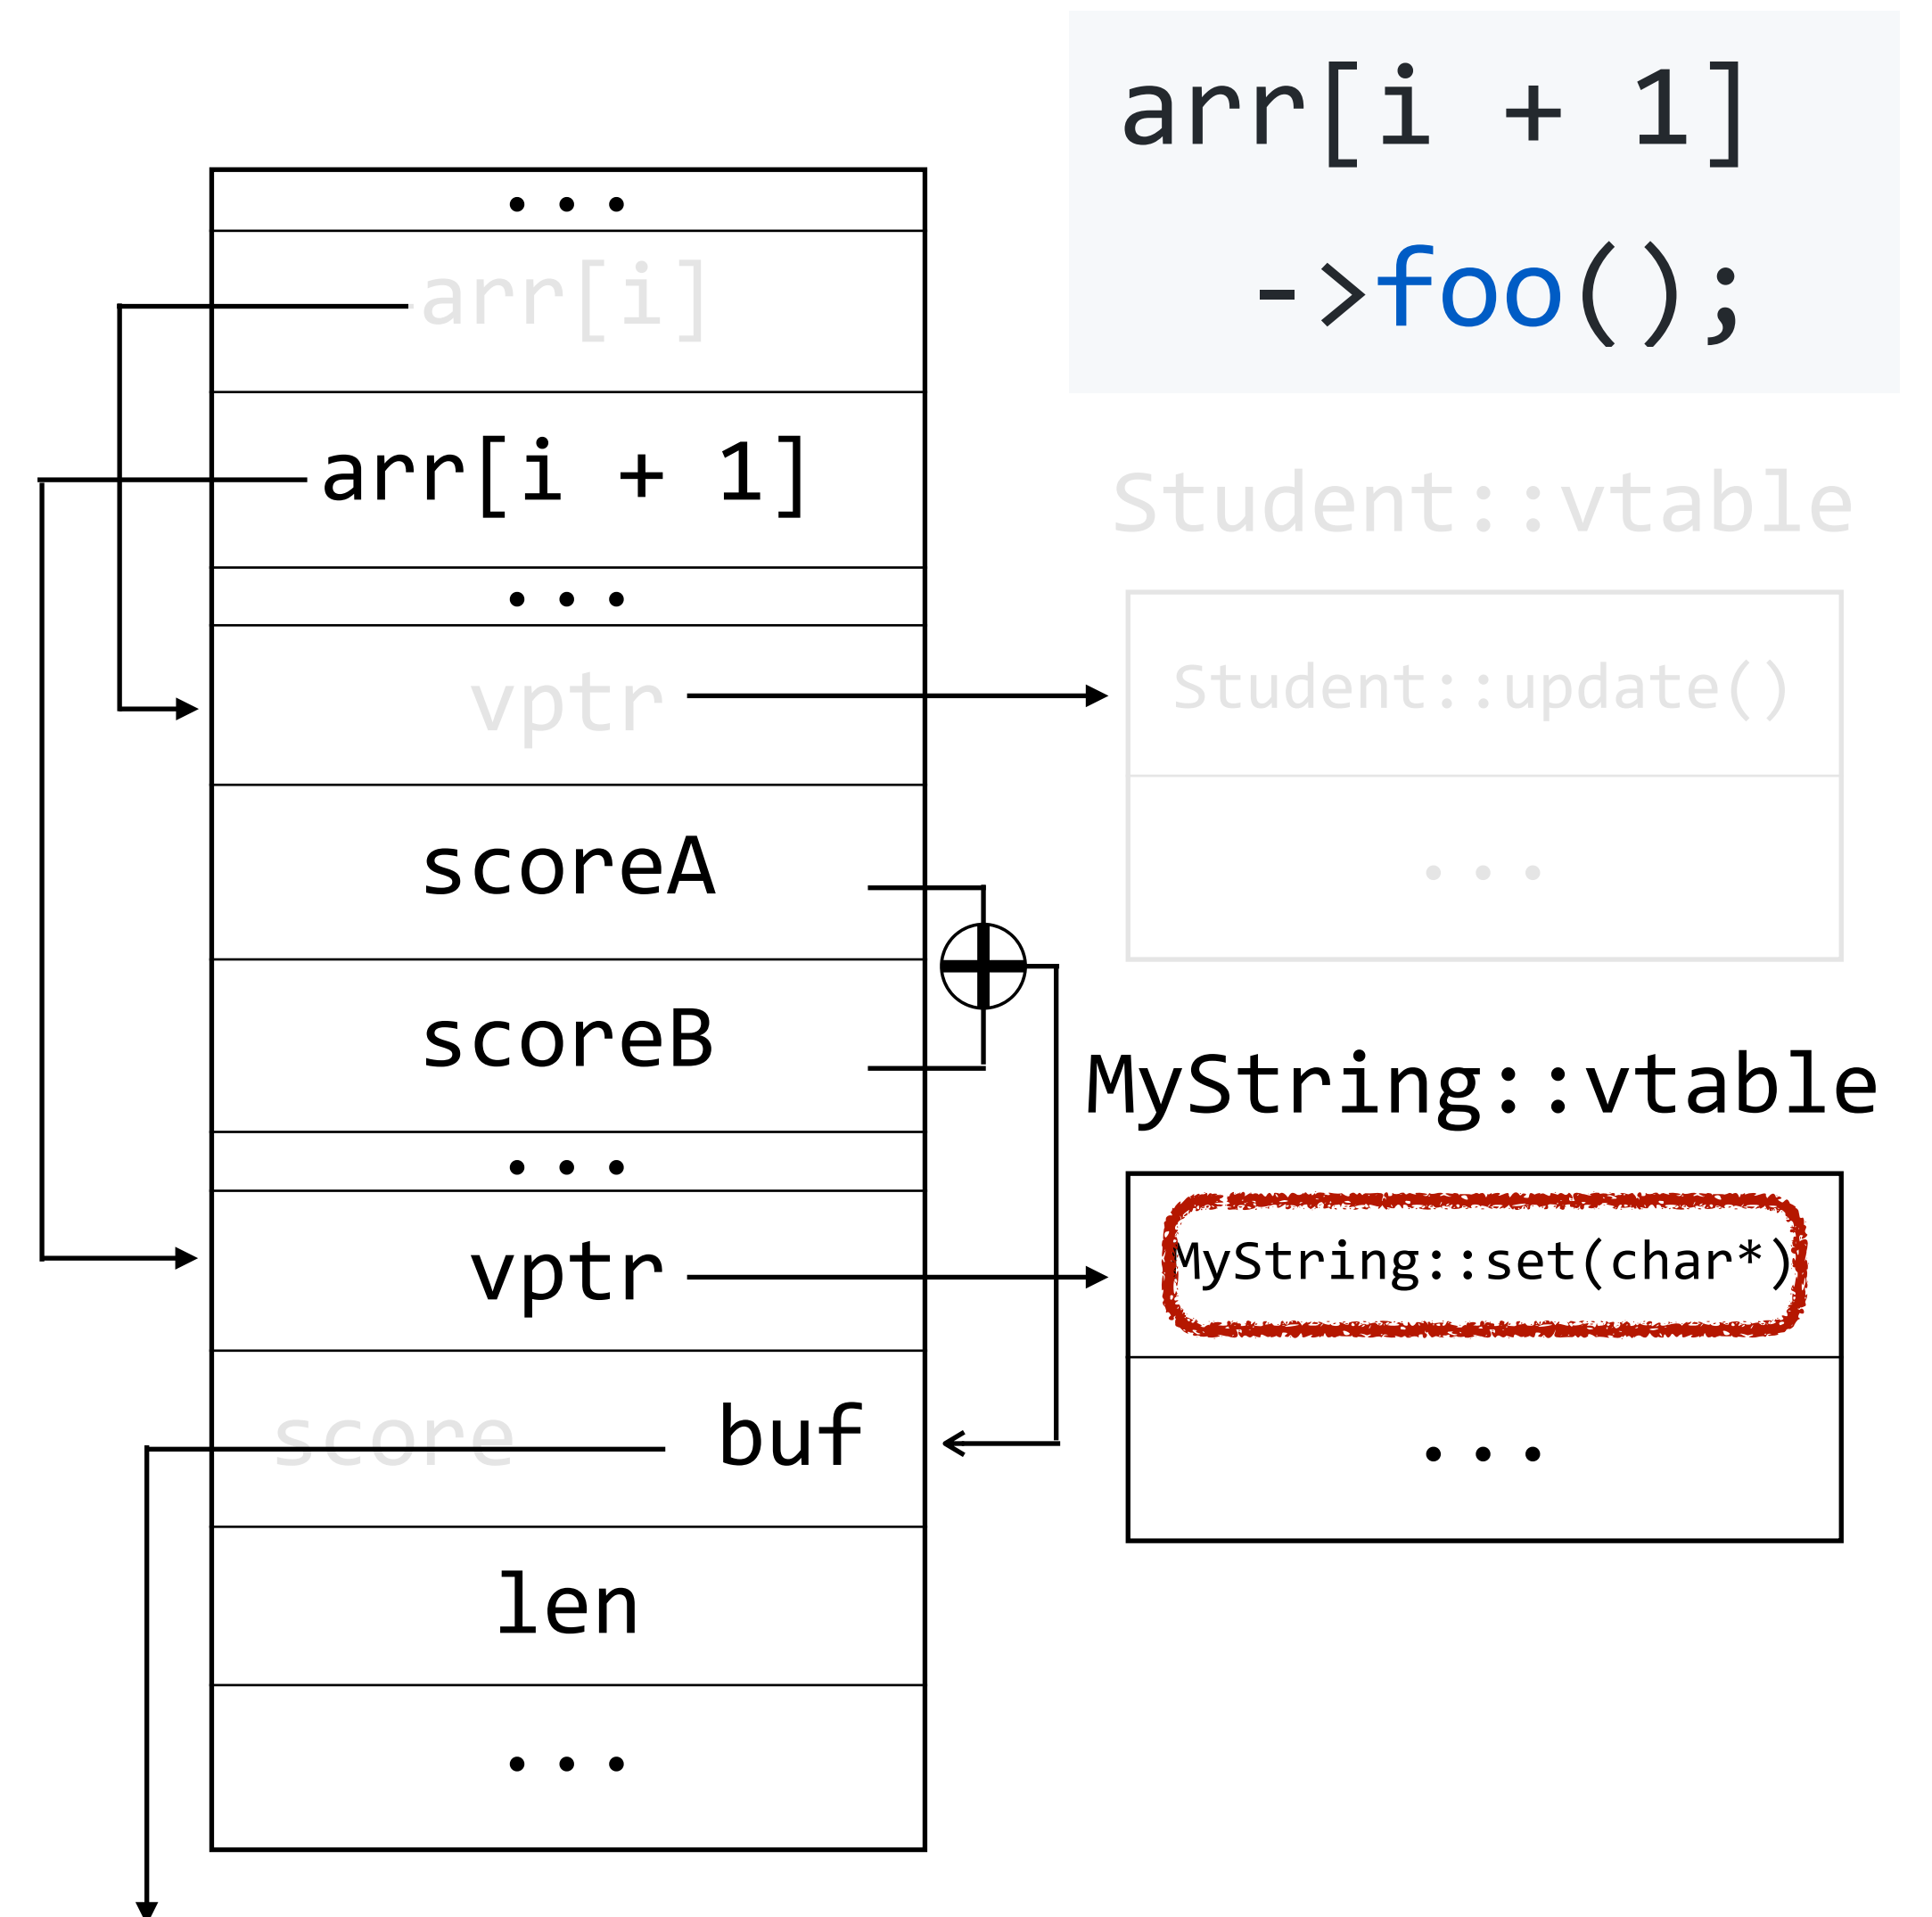 arr[i + 1]
->foo();
...
arr[i]
arr[i + 1]
...
vptr
scoreA
scoreB
...
vptr
score buf
len
...
Student::vtable
Student::update()
...
MyString::vtable
MyString::set(char*)
...